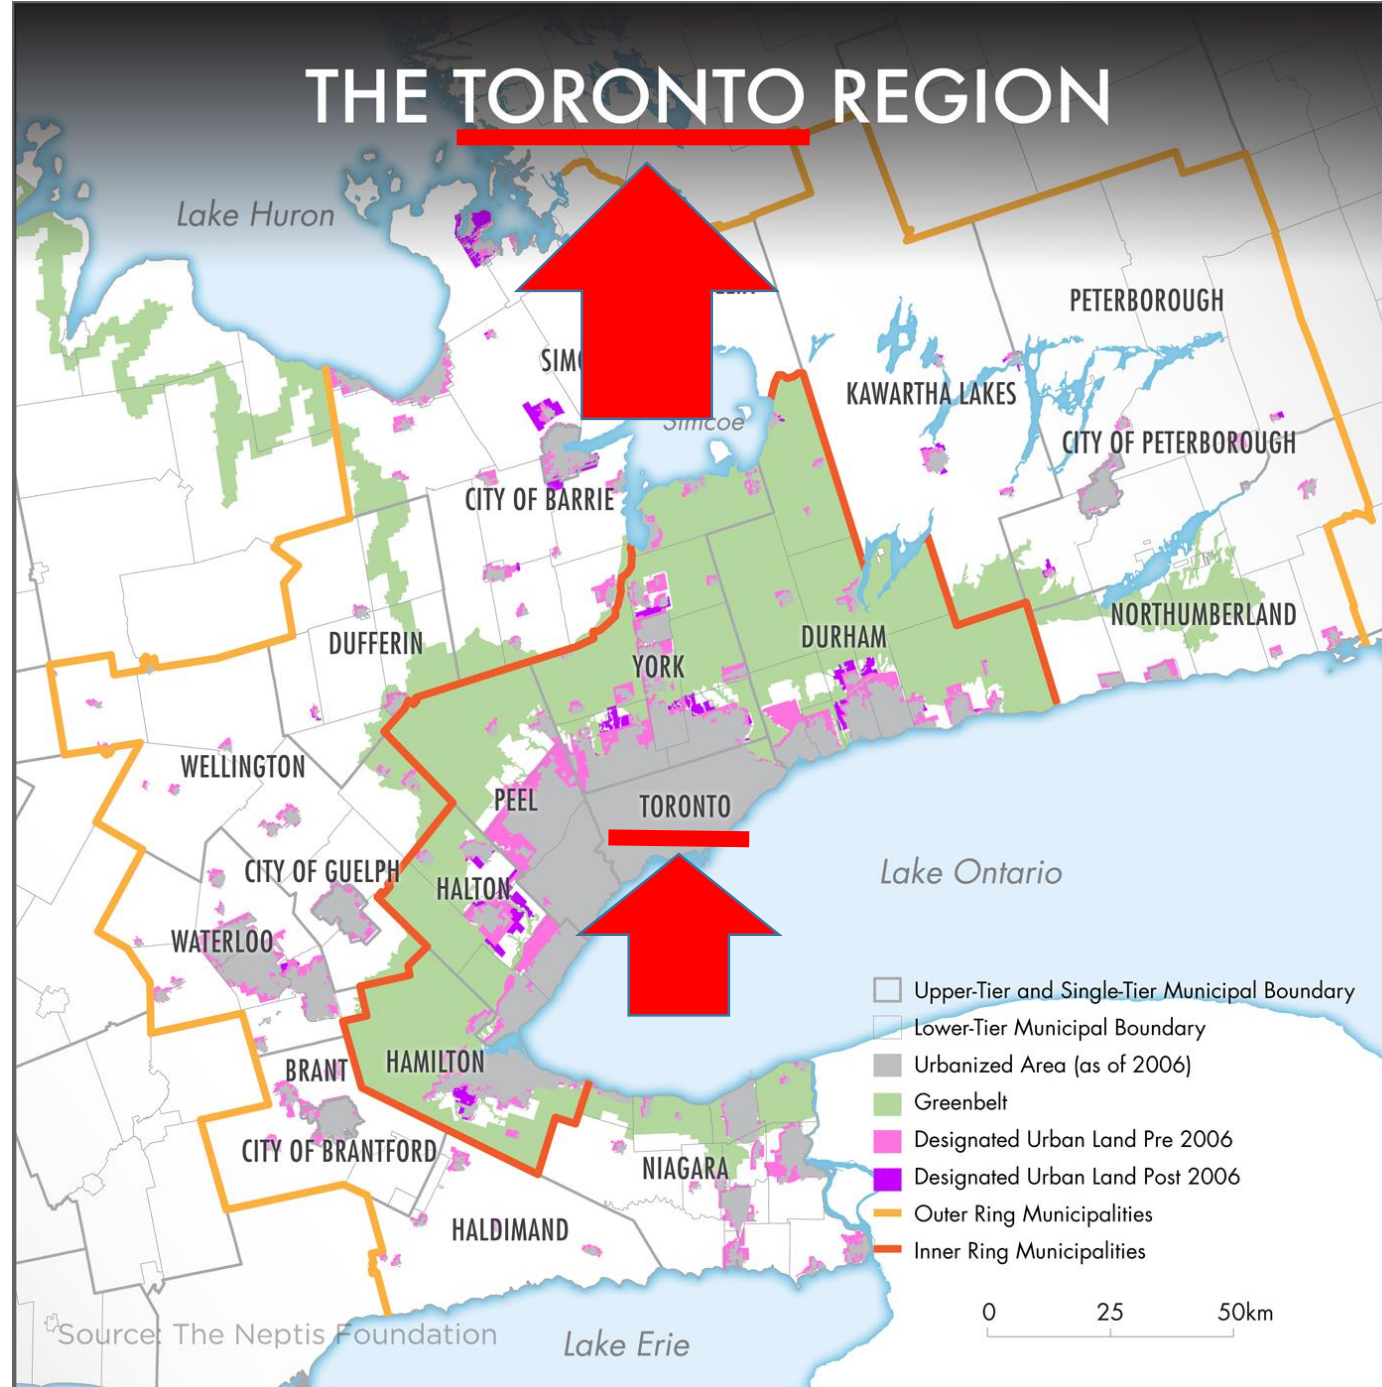 THE TORONTO REGION
Lake Huron
PETERBOROUGH
KAWARTHA LAKES
Simcoe
CITY OF PETERBOROUGH
CITY OF BARRIE
NORTHUMBERLAND
DUFFERIN
DURHAM
YORK
WELLINGTON
PEEL
TORONTO
CITY OF GUELPH
HALTON
Lake Ontario
WATERLOO
Upper-Tier and Single-Tier Municipal Boundary
Lower-Tier Municipal Boundary
Urbanized Area (as of 2006)
BRANT
HAMILTON
Greenbelt
Designated Urban Land Pre 2006
CITY OF BRANTFORD
NIAGARA
Designated Urban Land Post 2006
Outer Ring Municipalities
HALDIMAND
Inner Ring Municipalities
0 25 50km
Source: The Neptis Foundation
Lake Erie